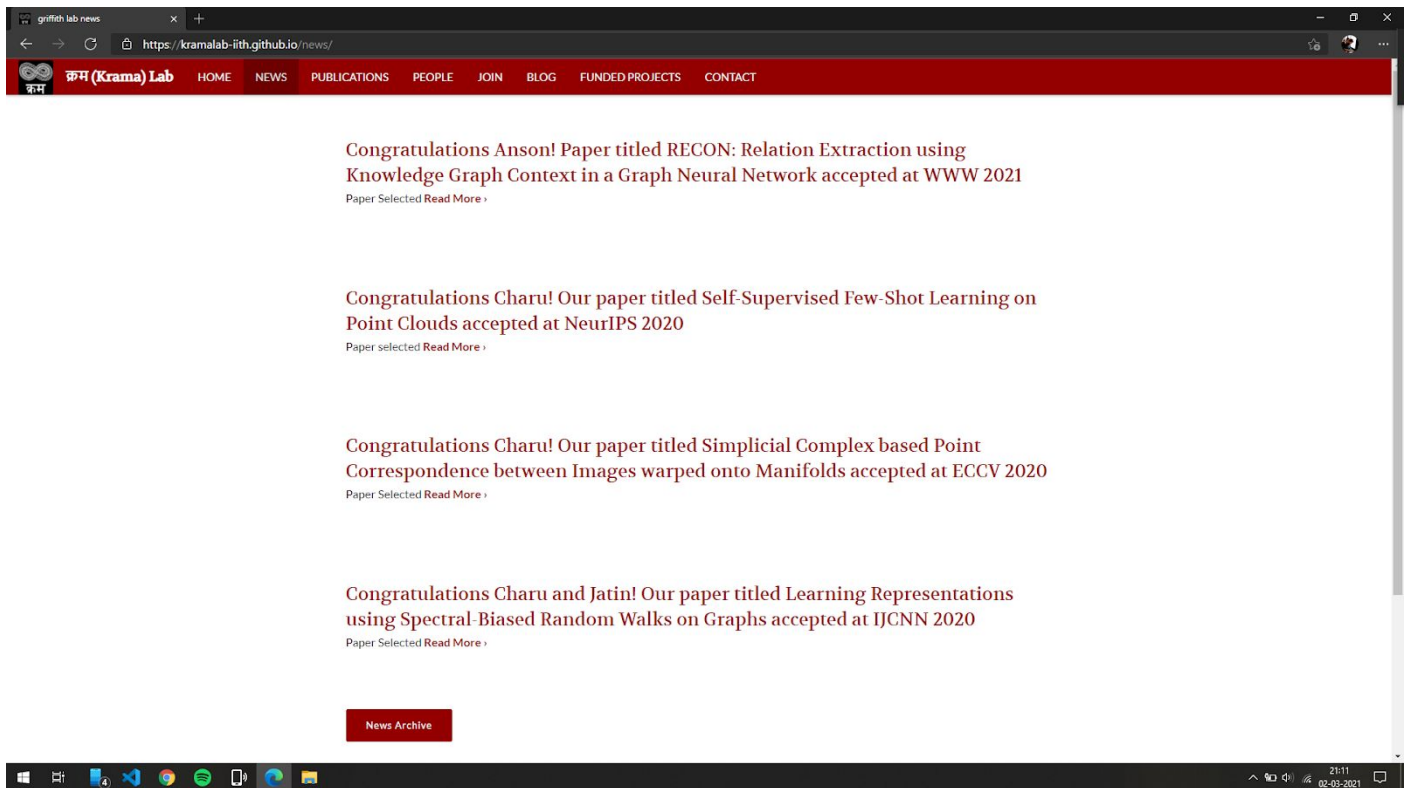 griffith lab news
https://kramalab-iith.github.io/news/
क्रम
क्रम (Krama) Lab HOME NEWS PUBLICATIONS PEOPLE JOIN BLOG FUNDED PROJECTS CONTACT
Congratulations Anson! Paper titled RECON: Relation Extraction using
Knowledge Graph Context in a Graph Neural Network accepted at WWW 2021
Paper Selected Read More ›
Congratulations Charu! Our paper titled Self-Supervised Few-Shot Learning on
Point Clouds accepted at NeurIPS 2020
Paper selected Read More ›
Congratulations Charu! Our paper titled Simplicial Complex based Point
Correspondence between Images warped onto Manifolds accepted at ECCV 2020
Paper Selected Read More ›
Congratulations Charu and Jatin! Our paper titled Learning Representations
using Spectral-Biased Random Walks on Graphs accepted at IJCNN 2020
Paper Selected Read More ›
News Archive
4
21:11
02-03-2021